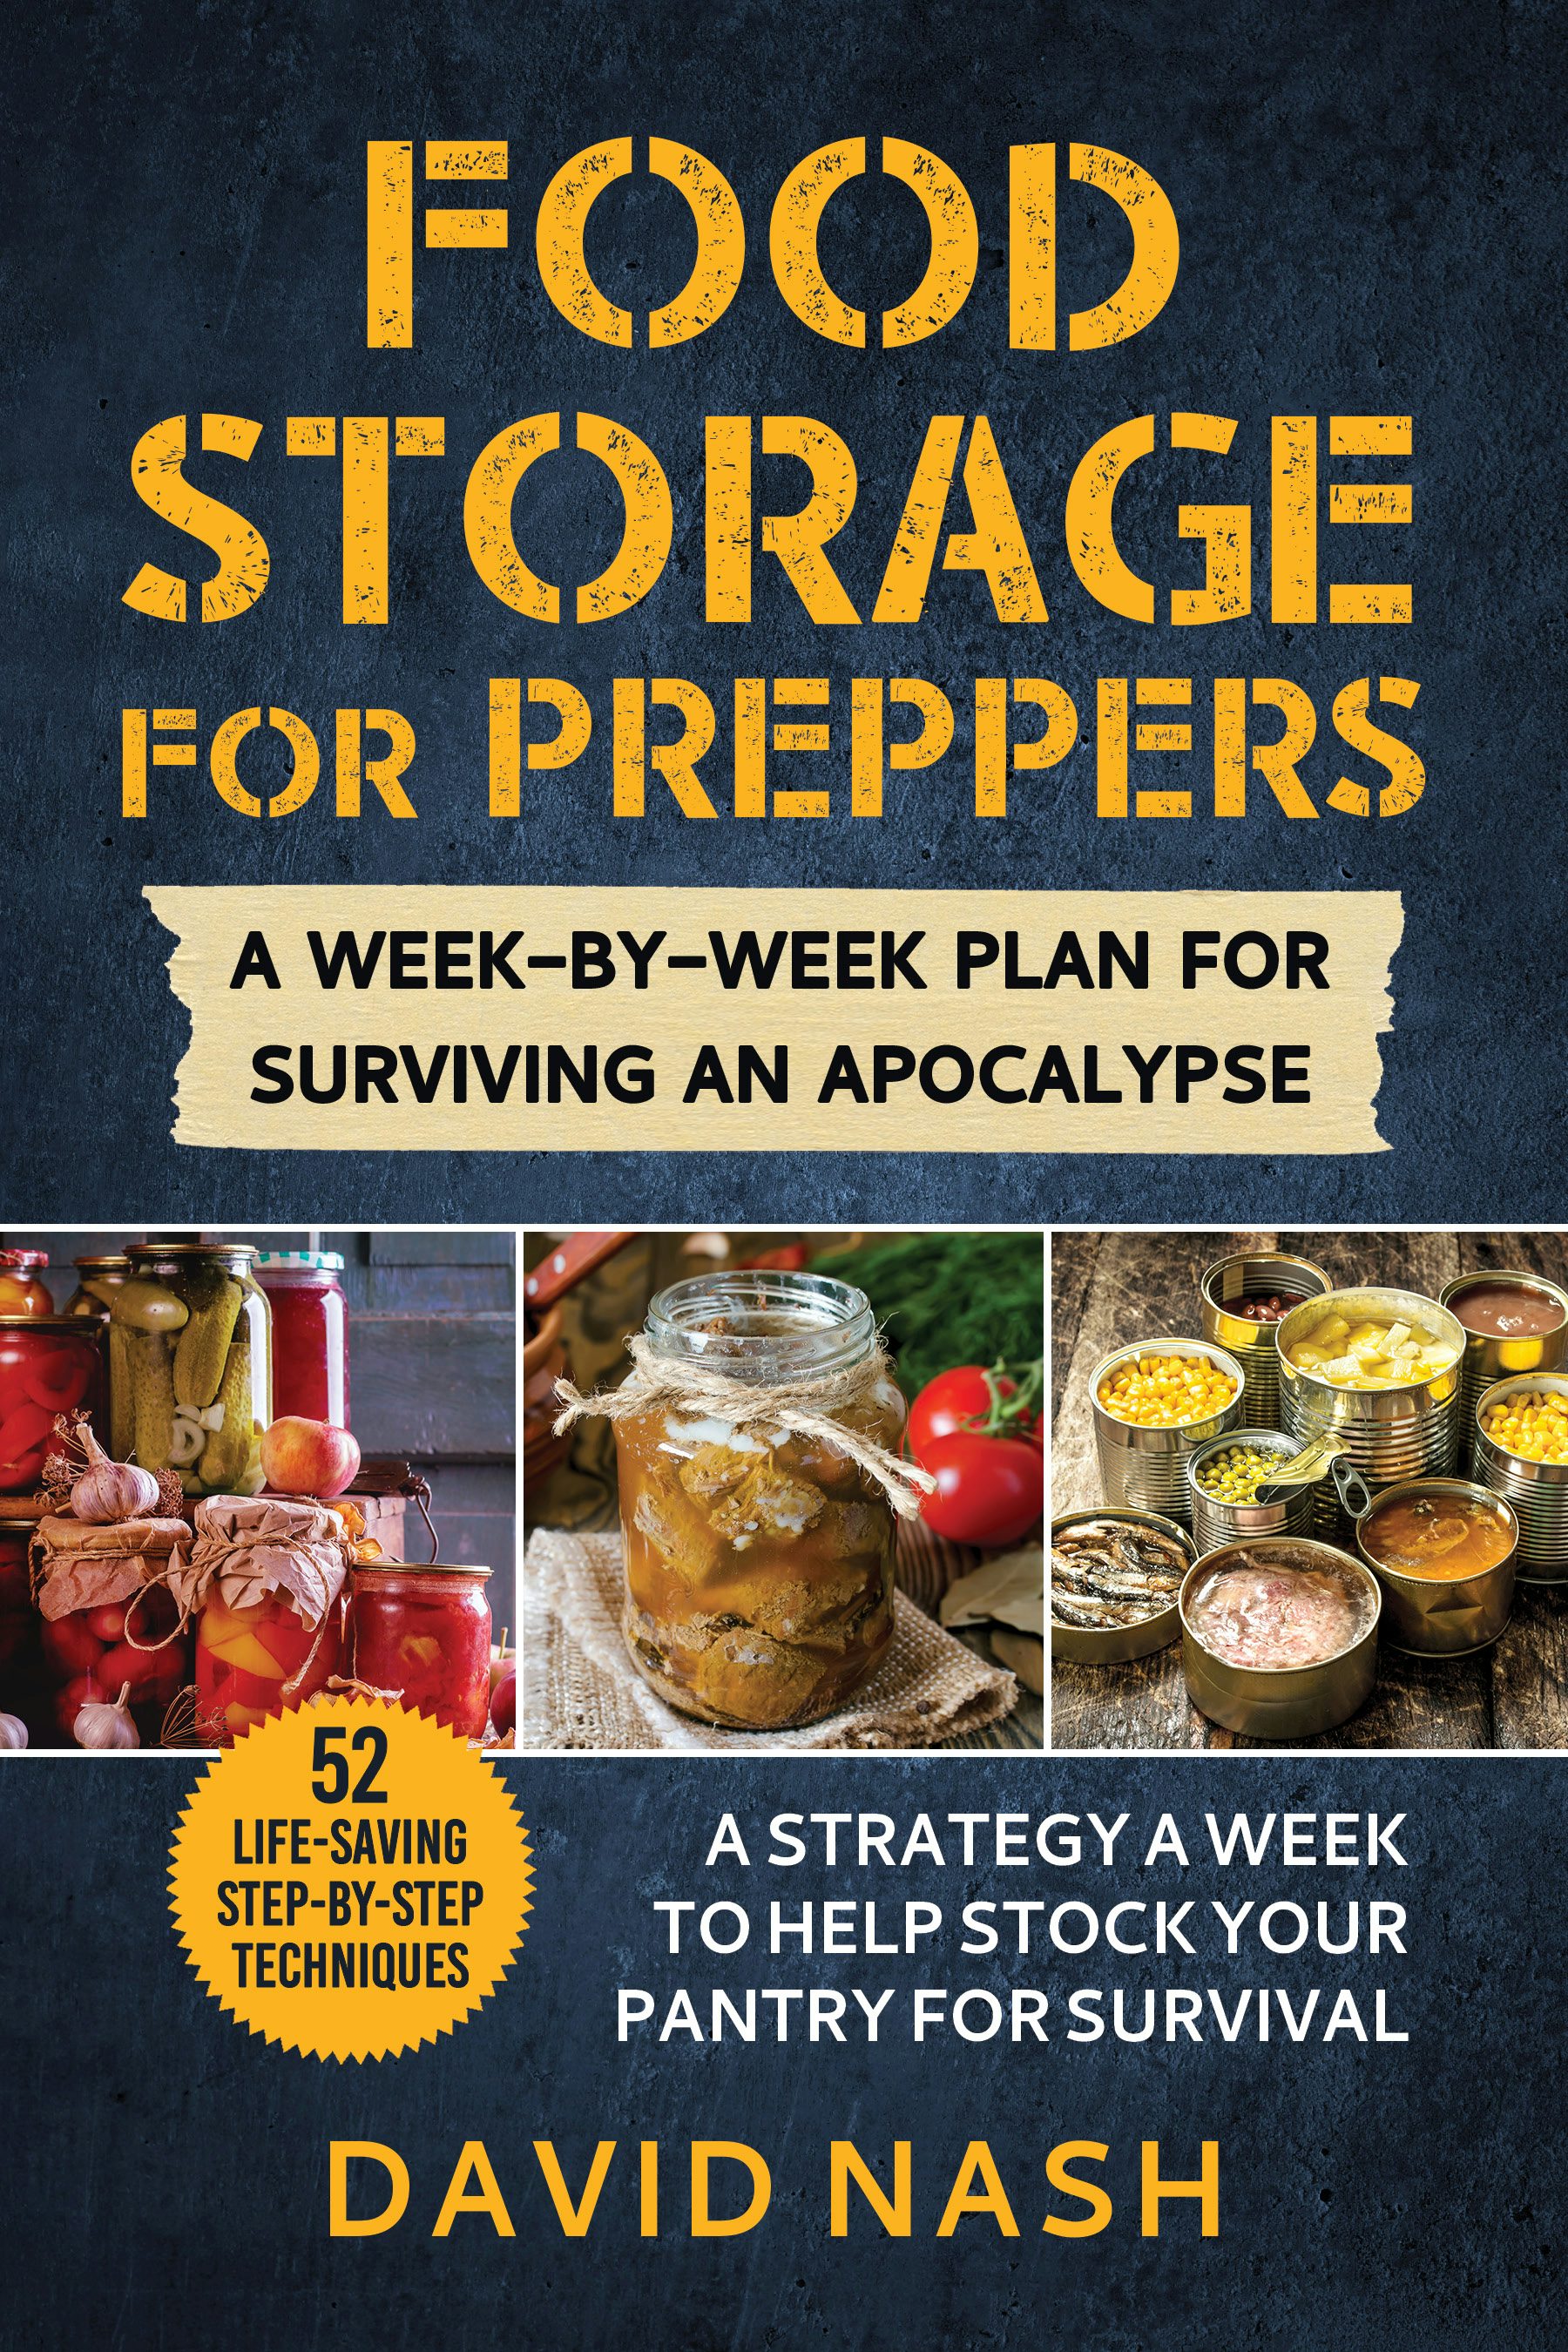 FOOD
STORAGE
FOR PREPPERS
A WEEK-BY-WEEK PLAN FOR
SURVIVING AN APOCALYPSE
52
LIFE-SAVING
STEP-BY-STEP
TECHNIQUES
A STRATEGY A WEEK
TO HELP STOCK YOUR
PANTRY FOR SURVIVAL
DAVID NASH